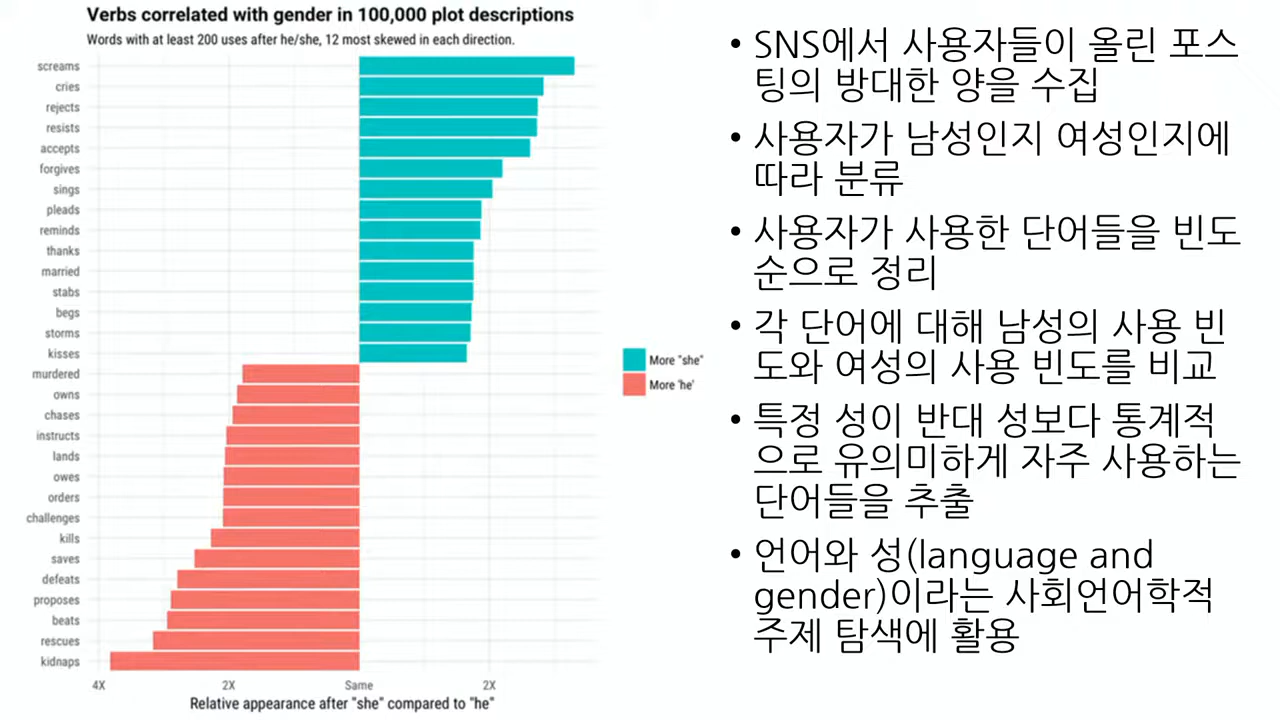 Verbs correlated with gender in 100,000 plot descriptions
Words with at least 200 uses after he/she, 12 most skewed in each direction.
screams
cries
rejects
resists
accepts
forgives
sings
pleads
reminds
thanks
married
stabs
begs
storms
kisses
murdered
owns
chases
instructs
lands
owes
orders
challenges
kills
saves
defeats
proposes
beats
rescues
kidnaps
4X
2X
Same
2X
Relative appearance after "she" compared to "he"
More "she"
More 'he'
• SNS에서 사용자들이 올린 포스
팅의 방대한 양을 수집
• 사용자가 남성인지 여성인지에
따라 분류
• 사용자가 사용한 단어들을 빈도
순으로 정리
• 각 단어에 대해 남성의 사용 빈
도와 여성의 사용 빈도를 비교
• 특정 성이 반대 성보다 통계적
으로 유의미하게 자주 사용하는
단어들을 추출
• 언어와 성(language and
gender)이라는 사회언어학적
주제 탐색에 활용